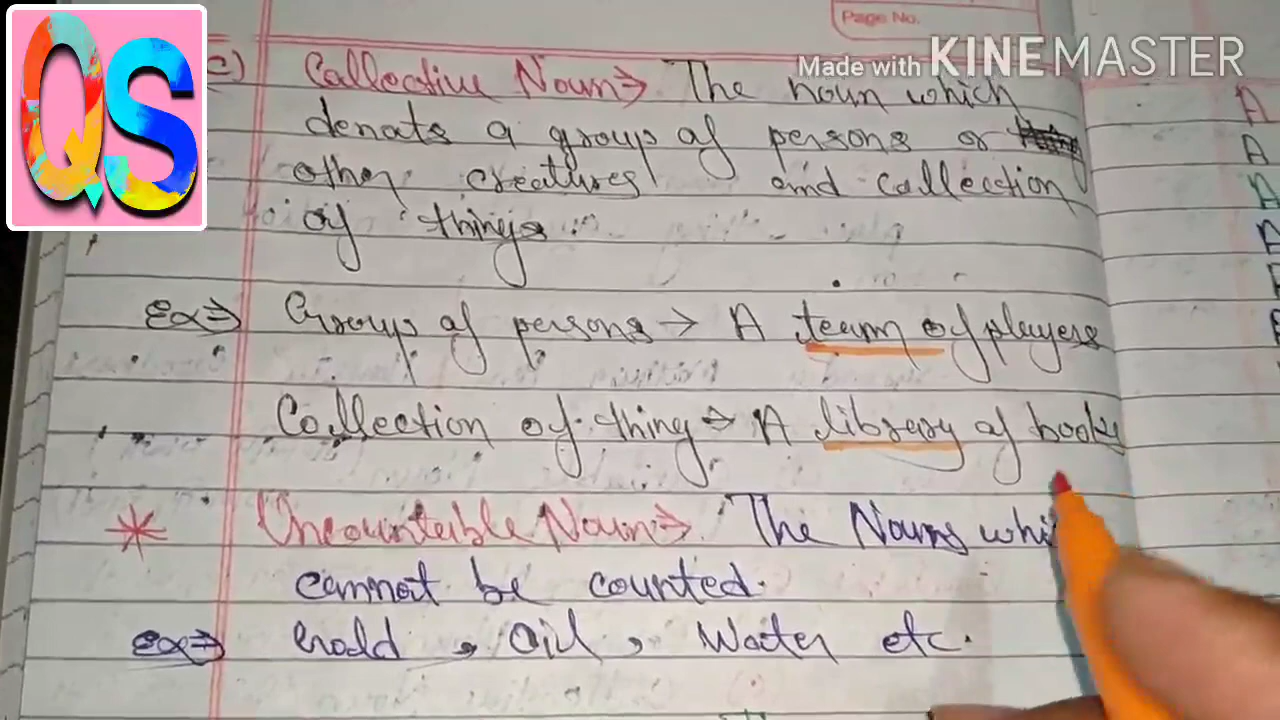 Page No.
QS
Made with KINEMASTER
c) Collective Noun → The noun which
denots a group of persons or
other creatures and collection
of things.
Ex ⇒ Group of persons → A team of players
Collection of thing → A library of books
* Uncountable Noun → The Nouns whi
cannot be counted.
Ex ⇒ Gold, Oil, Water etc.
A
A
A
A